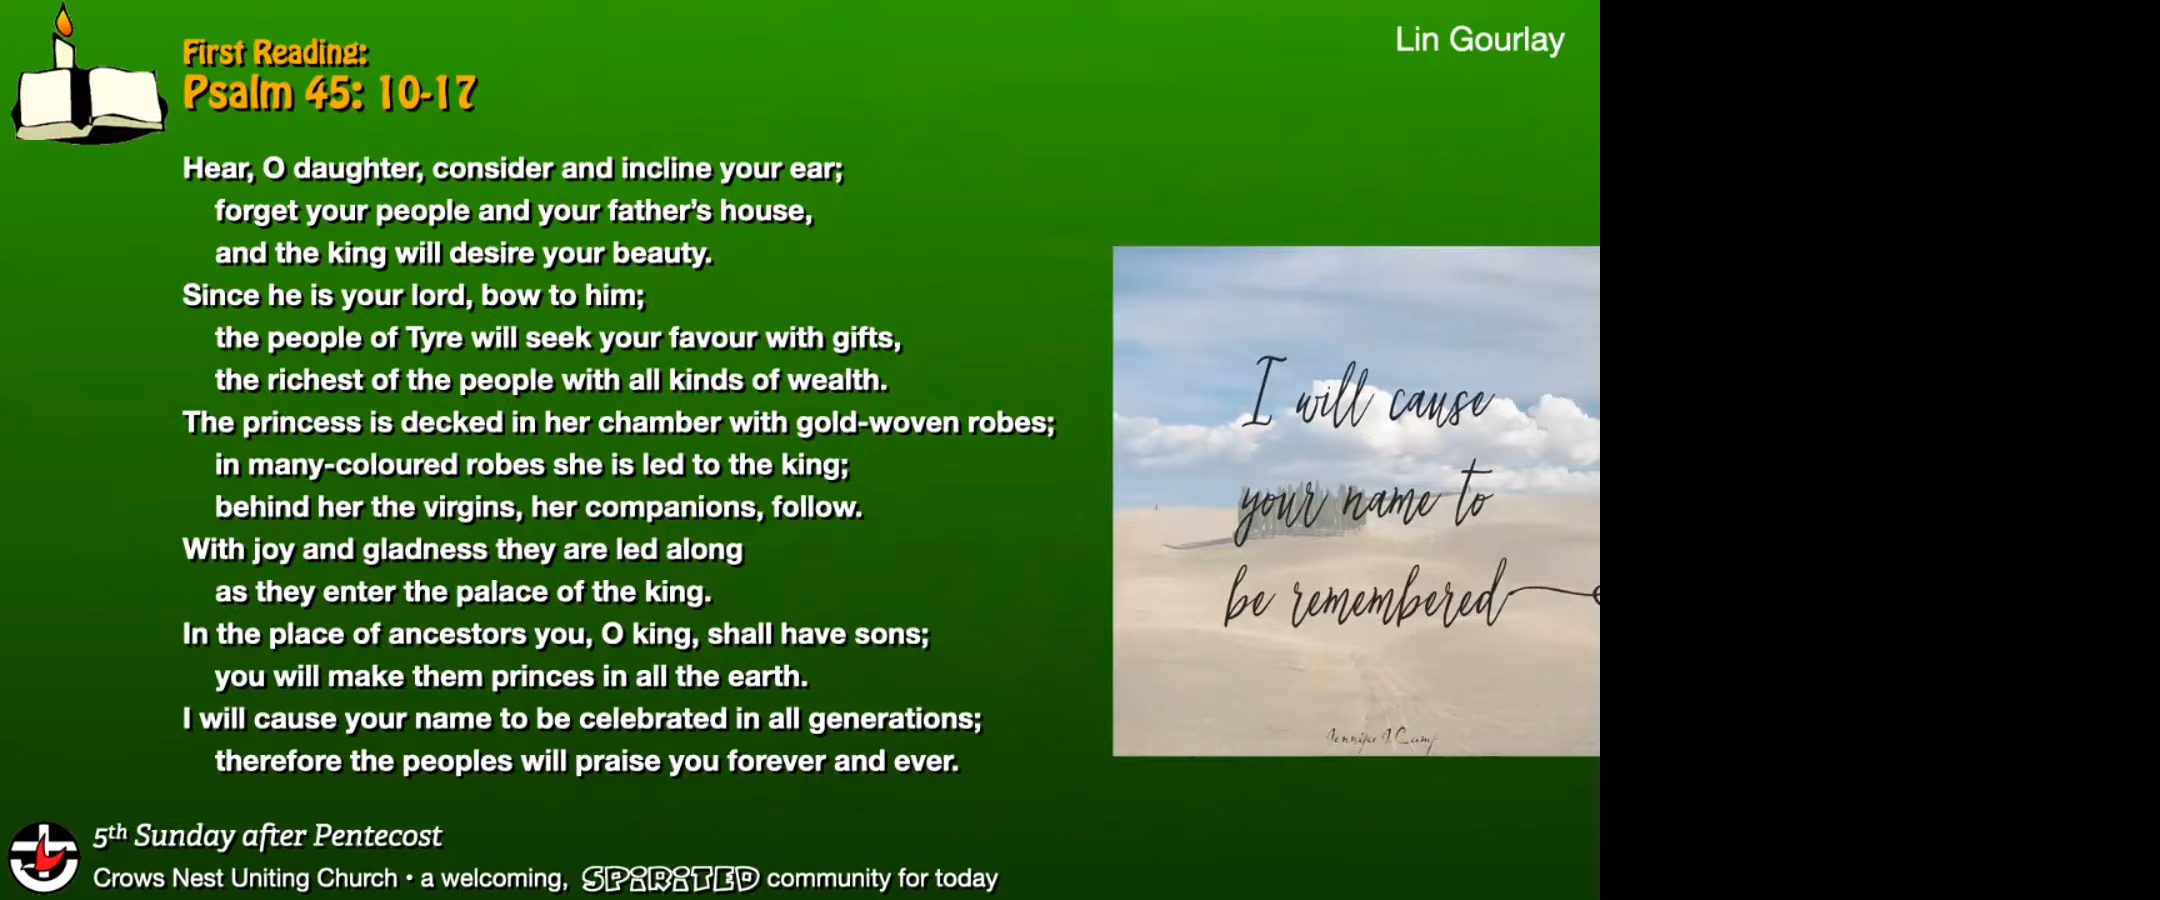 First Reading:
Psalm 45: 10-17
Lin Gourlay
Hear, O daughter, consider and incline your ear;
forget your people and your father’s house,
and the king will desire your beauty.
Since he is your lord, bow to him;
the people of Tyre will seek your favour with gifts,
the richest of the people with all kinds of wealth.
The princess is decked in her chamber with gold-woven robes;
in many-coloured robes she is led to the king;
behind her the virgins, her companions, follow.
With joy and gladness they are led along
as they enter the palace of the king.
In the place of ancestors you, O king, shall have sons;
you will make them princes in all the earth.
I will cause your name to be celebrated in all generations;
therefore the peoples will praise you forever and ever.
I will cause
your name to
be remembered
Jennifer J. Camp
5th Sunday after Pentecost
Crows Nest Uniting Church • a welcoming, SPIRITED community for today